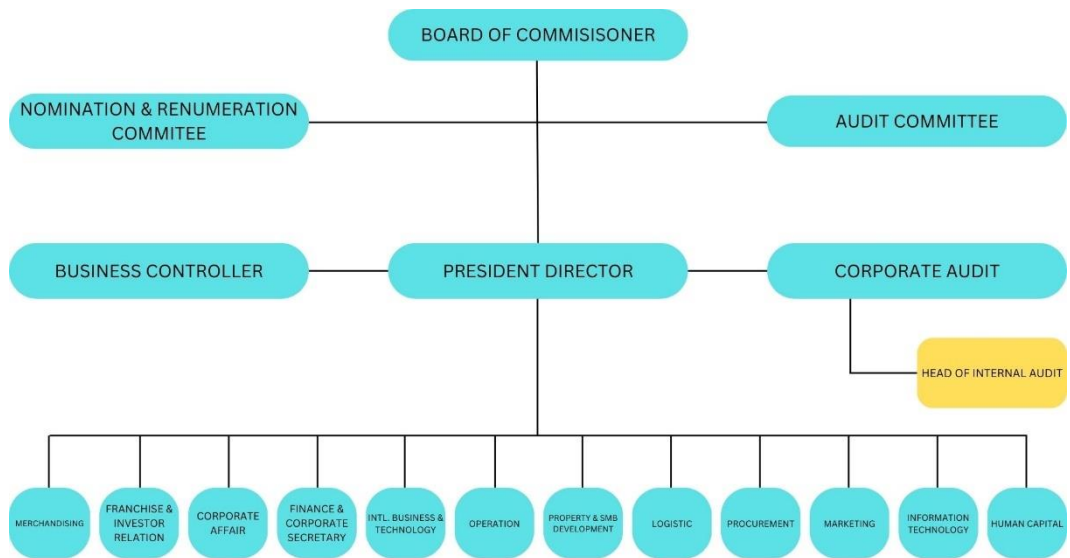 BOARD OF COMMISISONER
NOMINATION & RENUMERATION
COMMITEE
AUDIT COMMITTEE
BUSINESS CONTROLLER
PRESIDENT DIRECTOR
CORPORATE AUDIT
HEAD OF INTERNAL AUDIT
MERCHANDISING
FRANCHISE &
INVESTOR
RELATION
CORPORATE
AFFAIR
FINANCE &
CORPORATE
SECRETARY
INTL. BUSINESS &
TECHNOLOGY
OPERATION
PROPERTY & SMB
DEVELOPMENT
LOGISTIC
PROCUREMENT
MARKETING
INFORMATION
TECHNOLOGY
HUMAN CAPITAL